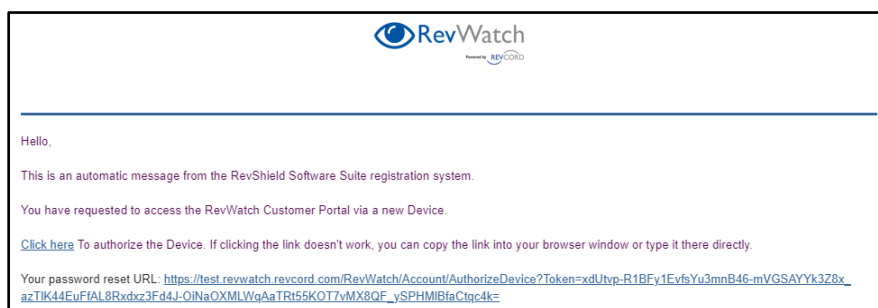 RevWatch
Powered by REVCORD
Hello,
This is an automatic message from the RevShield Software Suite registration system.
You have requested to access the RevWatch Customer Portal via a new Device.
Click here To authorize the Device. If clicking the link doesn't work, you can copy the link into your browser window or type it there directly.
Your password reset URL: https://test.revwatch.revcord.com/RevWatch/Account/AuthorizeDevice?Token=xdUtvp-R1BFy1EvfsYu3mnB46-mVGSAYYk3Z8x_
azTlK44EuFfAL8Rxdxz3Fd4J-OiNaOXMLWqAaTRt55KOT7vMX8QF_ySPHMlBfaCtqc4k=